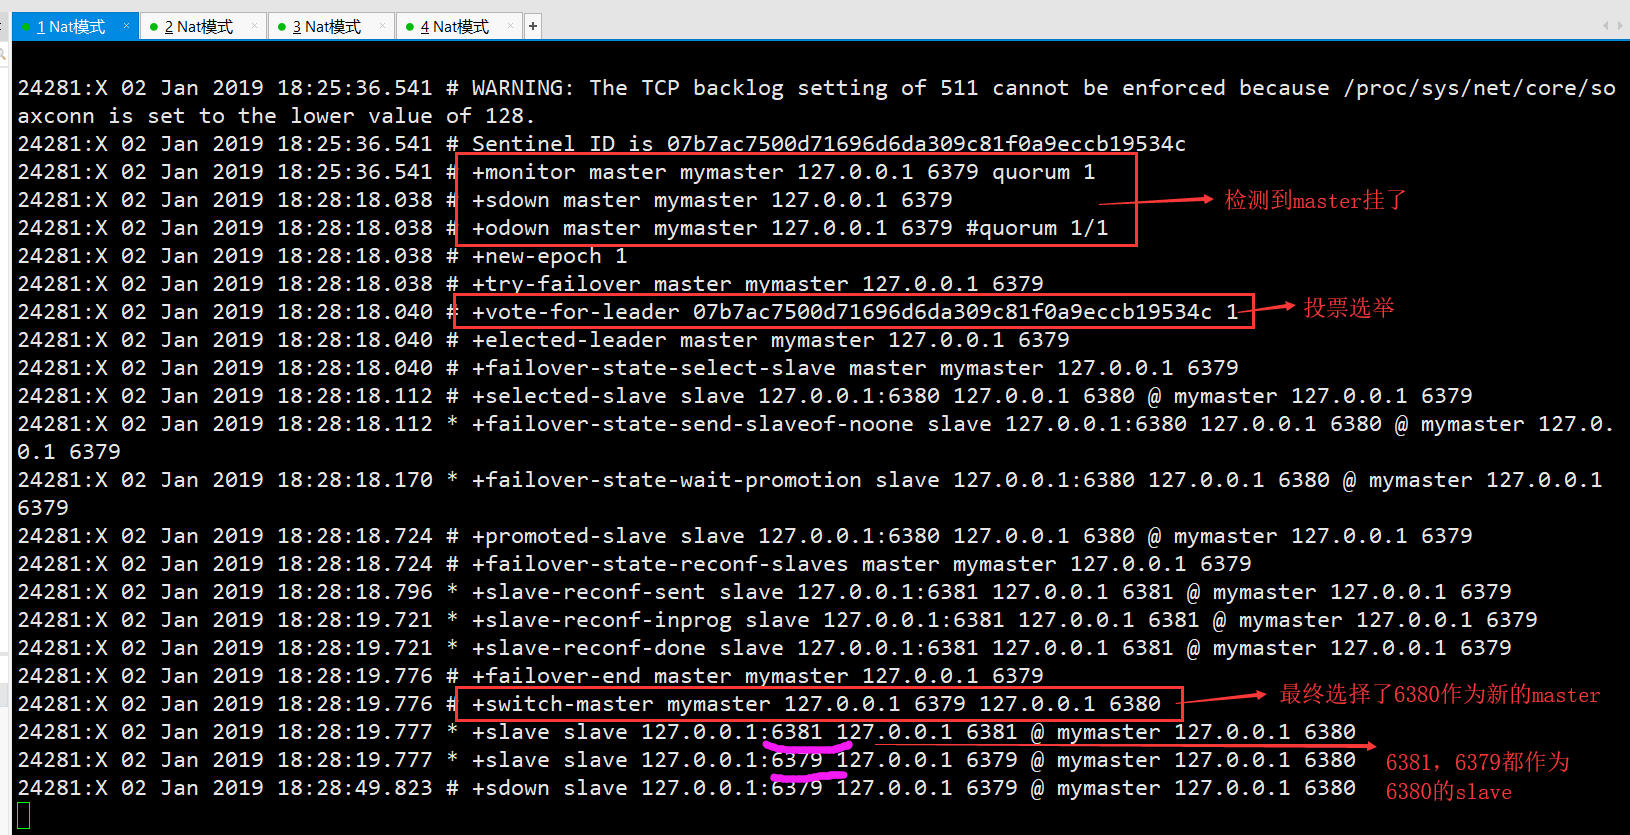 1 Nat模式 × 2 Nat模式 × 3 Nat模式 × 4 Nat模式 × +
24281:X 02 Jan 2019 18:25:36.541 # WARNING: The TCP backlog setting of 511 cannot be enforced because /proc/sys/net/core/so
axconn is set to the lower value of 128.
24281:X 02 Jan 2019 18:25:36.541 # Sentinel ID is 07b7ac7500d71696d6da309c81f0a9eccb19534c
24281:X 02 Jan 2019 18:25:36.541 # +monitor master mymaster 127.0.0.1 6379 quorum 1
24281:X 02 Jan 2019 18:28:18.038 # +sdown master mymaster 127.0.0.1 6379
检测到master挂了
24281:X 02 Jan 2019 18:28:18.038 # +odown master mymaster 127.0.0.1 6379 #quorum 1/1
24281:X 02 Jan 2019 18:28:18.038 # +new-epoch 1
24281:X 02 Jan 2019 18:28:18.038 # +try-failover master mymaster 127.0.0.1 6379
24281:X 02 Jan 2019 18:28:18.040 # +vote-for-leader 07b7ac7500d71696d6da309c81f0a9eccb19534c 1
投票选举
24281:X 02 Jan 2019 18:28:18.040 # +elected-leader master mymaster 127.0.0.1 6379
24281:X 02 Jan 2019 18:28:18.040 # +failover-state-select-slave master mymaster 127.0.0.1 6379
24281:X 02 Jan 2019 18:28:18.112 # +selected-slave slave 127.0.0.1:6380 127.0.0.1 6380 @ mymaster 127.0.0.1 6379
24281:X 02 Jan 2019 18:28:18.112 * +failover-state-send-slaveof-noone slave 127.0.0.1:6380 127.0.0.1 6380 @ mymaster 127.0.
0.1 6379
24281:X 02 Jan 2019 18:28:18.170 * +failover-state-wait-promotion slave 127.0.0.1:6380 127.0.0.1 6380 @ mymaster 127.0.0.1
6379
24281:X 02 Jan 2019 18:28:18.724 # +promoted-slave slave 127.0.0.1:6380 127.0.0.1 6380 @ mymaster 127.0.0.1 6379
24281:X 02 Jan 2019 18:28:18.724 # +failover-state-reconf-slaves master mymaster 127.0.0.1 6379
24281:X 02 Jan 2019 18:28:18.796 * +slave-reconf-sent slave 127.0.0.1:6381 127.0.0.1 6381 @ mymaster 127.0.0.1 6379
24281:X 02 Jan 2019 18:28:19.721 * +slave-reconf-inprog slave 127.0.0.1:6381 127.0.0.1 6381 @ mymaster 127.0.0.1 6379
24281:X 02 Jan 2019 18:28:19.721 * +slave-reconf-done slave 127.0.0.1:6381 127.0.0.1 6381 @ mymaster 127.0.0.1 6379
24281:X 02 Jan 2019 18:28:19.776 # +failover-end master mymaster 127.0.0.1 6379
24281:X 02 Jan 2019 18:28:19.776 # +switch-master mymaster 127.0.0.1 6379 127.0.0.1 6380
最终选择了6380作为新的master
24281:X 02 Jan 2019 18:28:19.777 * +slave slave 127.0.0.1:6381 127.0.0.1 6381 @ mymaster 127.0.0.1 6380
24281:X 02 Jan 2019 18:28:19.777 * +slave slave 127.0.0.1:6379 127.0.0.1 6379 @ mymaster 127.0.0.1 6380
24281:X 02 Jan 2019 18:28:49.823 # +sdown slave 127.0.0.1:6379 127.0.0.1 6379 @ mymaster 127.0.0.1 6380
6381，6379都作为
6380的slave